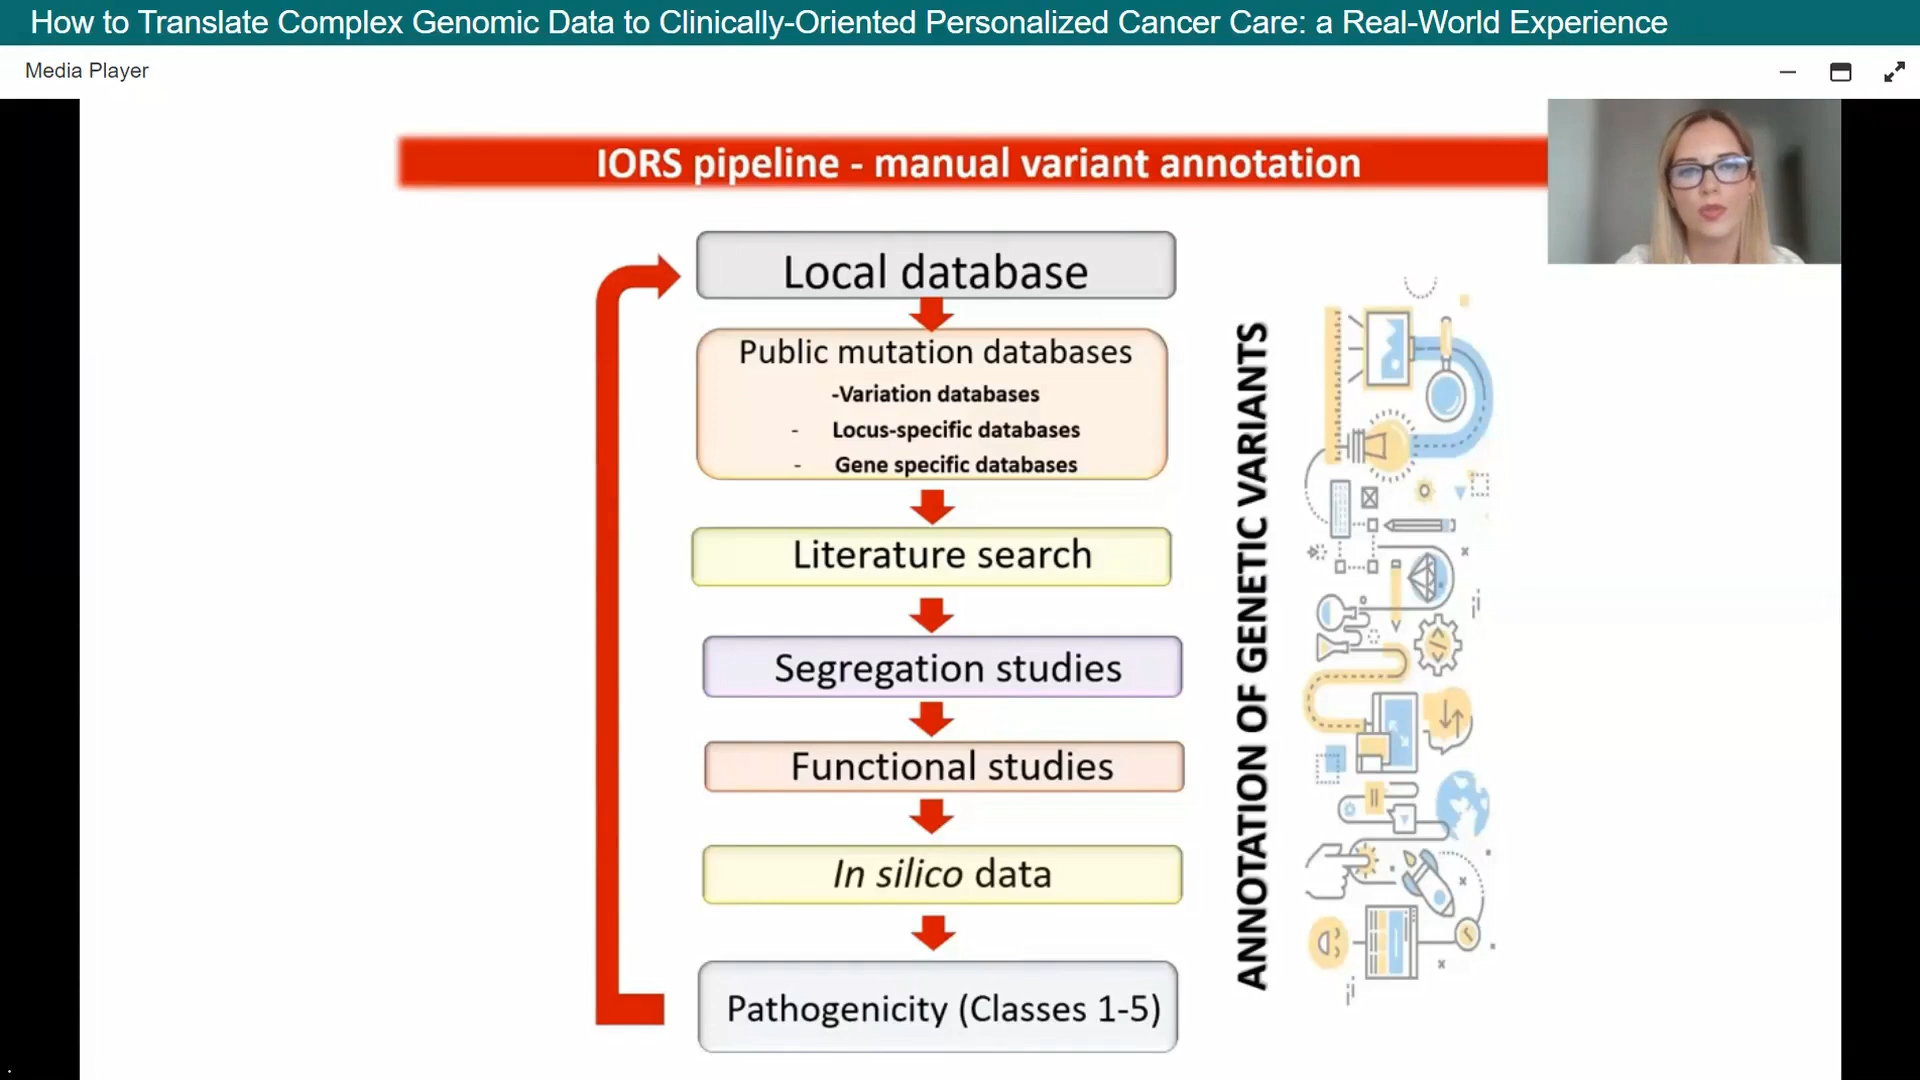 How to Translate Complex Genomic Data to Clinically-Oriented Personalized Cancer Care: a Real-World Experience
Media Player
IORS pipeline - manual variant annotation
Local database
Public mutation databases
-Variation databases
- Locus-specific databases
- Gene specific databases
Literature search
Segregation studies
Functional studies
In silico data
Pathogenicity (Classes 1-5)
ANNOTATION OF GENETIC VARIANTS